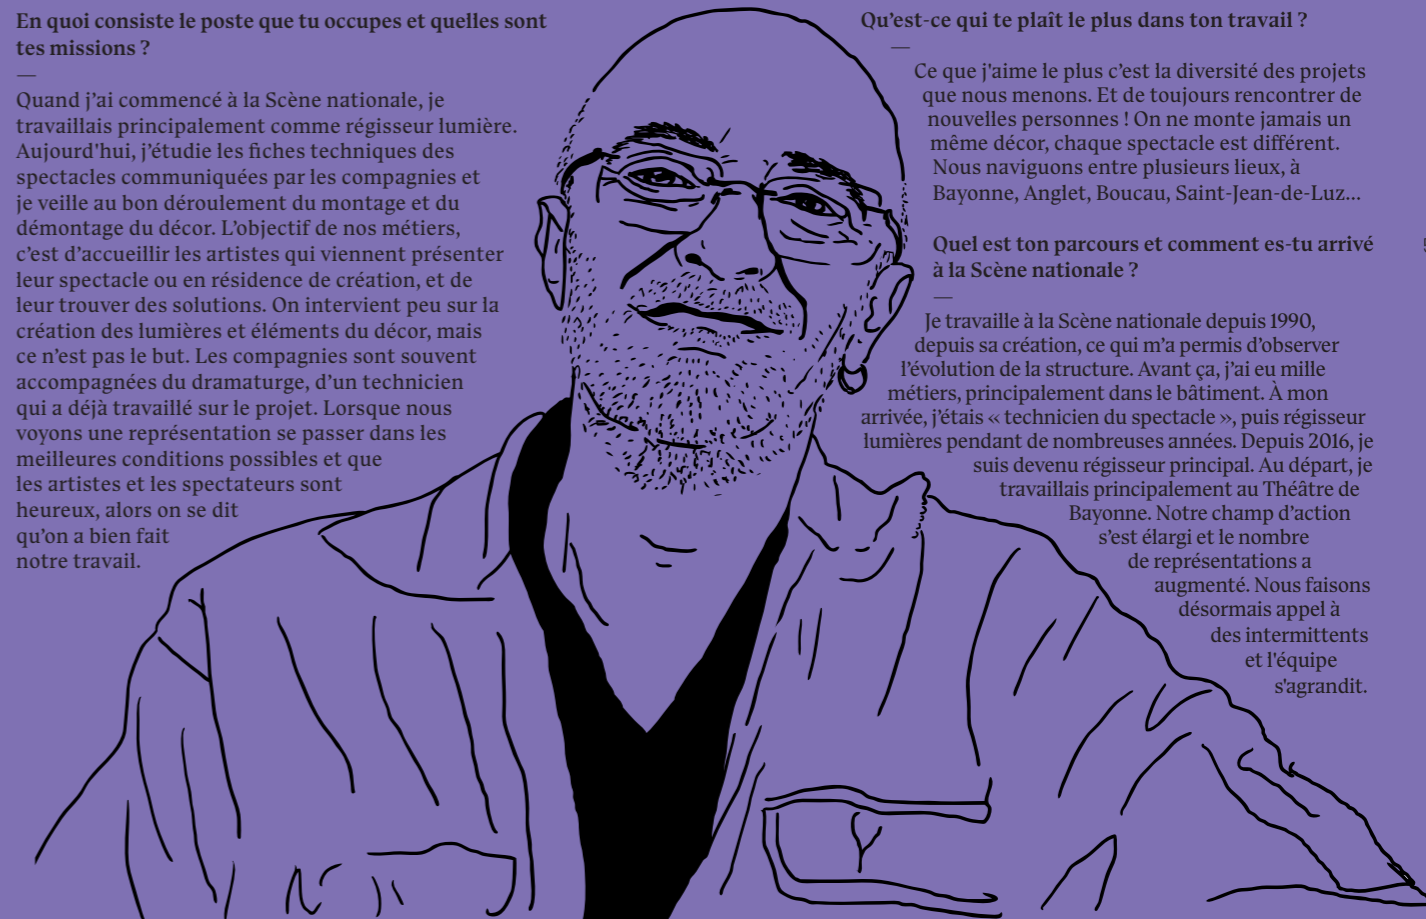 En quoi consiste le poste que tu occupes et quelles sont
tes missions ?
—
Quand j’ai commencé à la Scène nationale, je
travaillais principalement comme régisseur lumière.
Aujourd'hui, j’étudie les fiches techniques des
spectacles communiquées par les compagnies et
je veille au bon déroulement du montage et du
démontage du décor. L’objectif de nos métiers,
c’est d’accueillir les artistes qui viennent présenter
leur spectacle ou en résidence de création, et de
leur trouver des solutions. On intervient peu sur la
création des lumières et éléments du décor, mais
ce n’est pas le but. Les compagnies sont souvent
accompagnées du dramaturge, d’un technicien
qui a déjà travaillé sur le projet. Lorsque nous
voyons une représentation se passer dans les
meilleures conditions possibles et que
les artistes et les spectateurs sont
heureux, alors on se dit
qu’on a bien fait
notre travail.
Qu’est-ce qui te plaît le plus dans ton travail ?
—
Ce que j'aime le plus c’est la diversité des projets
que nous menons. Et de toujours rencontrer de
nouvelles personnes ! On ne monte jamais un
même décor, chaque spectacle est différent.
Nous naviguons entre plusieurs lieux, à
Bayonne, Anglet, Boucau, Saint-Jean-de-Luz...
Quel est ton parcours et comment es-tu arrivé
à la Scène nationale ?
—
Je travaille à la Scène nationale depuis 1990,
depuis sa création, ce qui m’a permis d’observer
l’évolution de la structure. Avant ça, j’ai eu mille
métiers, principalement dans le bâtiment. À mon
arrivée, j’étais « technicien du spectacle », puis régisseur
lumières pendant de nombreuses années. Depuis 2016, je
suis devenu régisseur principal. Au départ, je
travaillais principalement au Théâtre de
Bayonne. Notre champ d’action
s’est élargi et le nombre
de représentations a
augmenté. Nous faisons
désormais appel à
des intermittents
et l'équipe
s'agrandit.